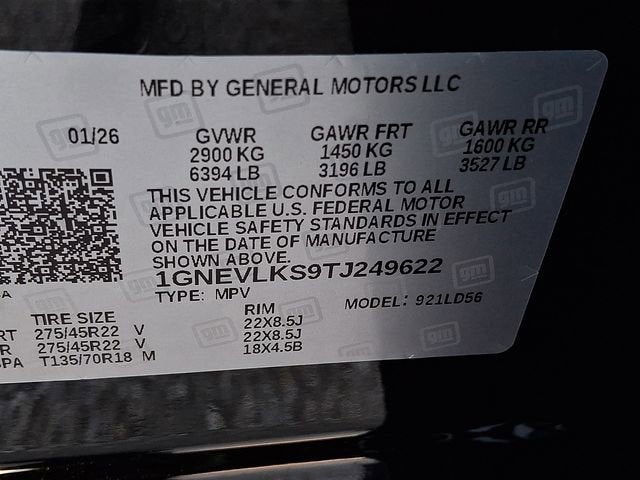 MFD BY GENERAL MOTORS LLC
01/26 GVWR GAWR FRT GAWR RR
2900 KG 1450 KG 1600 KG
6394 LB 3196 LB 3527 LB
THIS VEHICLE CONFORMS TO ALL
APPLICABLE U.S. FEDERAL MOTOR
VEHICLE SAFETY STANDARDS IN EFFECT
ON THE DATE OF MANUFACTURE
SHOWN ABOVE.
1GNEVLKS9TJ249622
TYPE: MPV MODEL: 921LD56
TIRE SIZE RIM
RT 275/45R22 V 22X8.5J
R 275/45R22 V 22X8.5J
PA T135/70R18 M 18X4.5B
gm